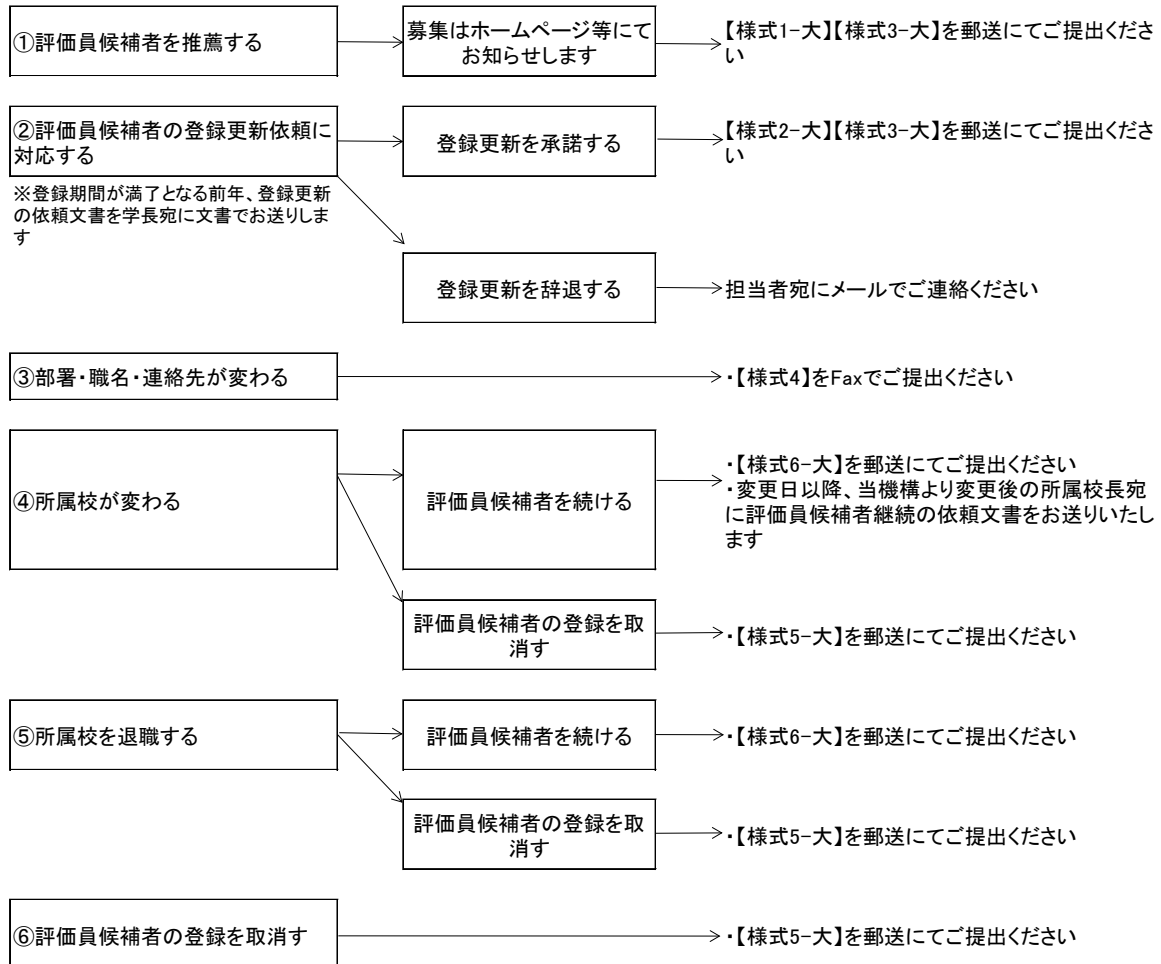 ①評価員候補者を推薦する
募集はホームページ等にて
お知らせします
【様式1-大】【様式3-大】を郵送にてご提出くださ
い
②評価員候補者の登録更新依頼に
対応する
登録更新を承諾する
【様式2-大】【様式3-大】を郵送にてご提出くださ
い
※登録期間が満了となる前年、登録更新
の依頼文書を学長宛に文書でお送りしま
す
登録更新を辞退する
担当者宛にメールでご連絡ください
③部署・職名・連絡先が変わる
・【様式4】をFaxでご提出ください
④所属校が変わる
評価員候補者を続ける
・【様式6-大】を郵送にてご提出ください
・変更日以降、当機構より変更後の所属校長宛
に評価員候補者継続の依頼文書をお送りいたし
ます
評価員候補者の登録を取
消す
・【様式5-大】を郵送にてご提出ください
⑤所属校を退職する
評価員候補者を続ける
・【様式6-大】を郵送にてご提出ください
評価員候補者の登録を取
消す
・【様式5-大】を郵送にてご提出ください
⑥評価員候補者の登録を取消す
・【様式5-大】を郵送にてご提出ください